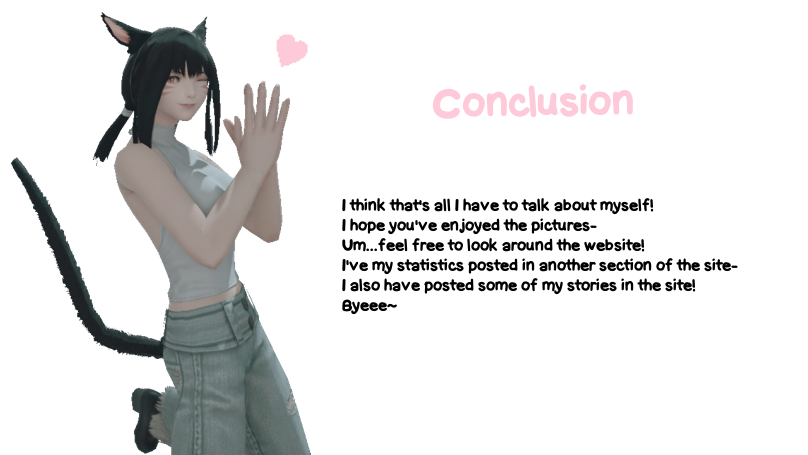 Conclusion
I think that's all I have to talk about myself!
I hope you've enjoyed the pictures-
Um...feel free to look around the website!
I've my statistics posted in another section of the site-
I also have posted some of my stories in the site!
Byeee~